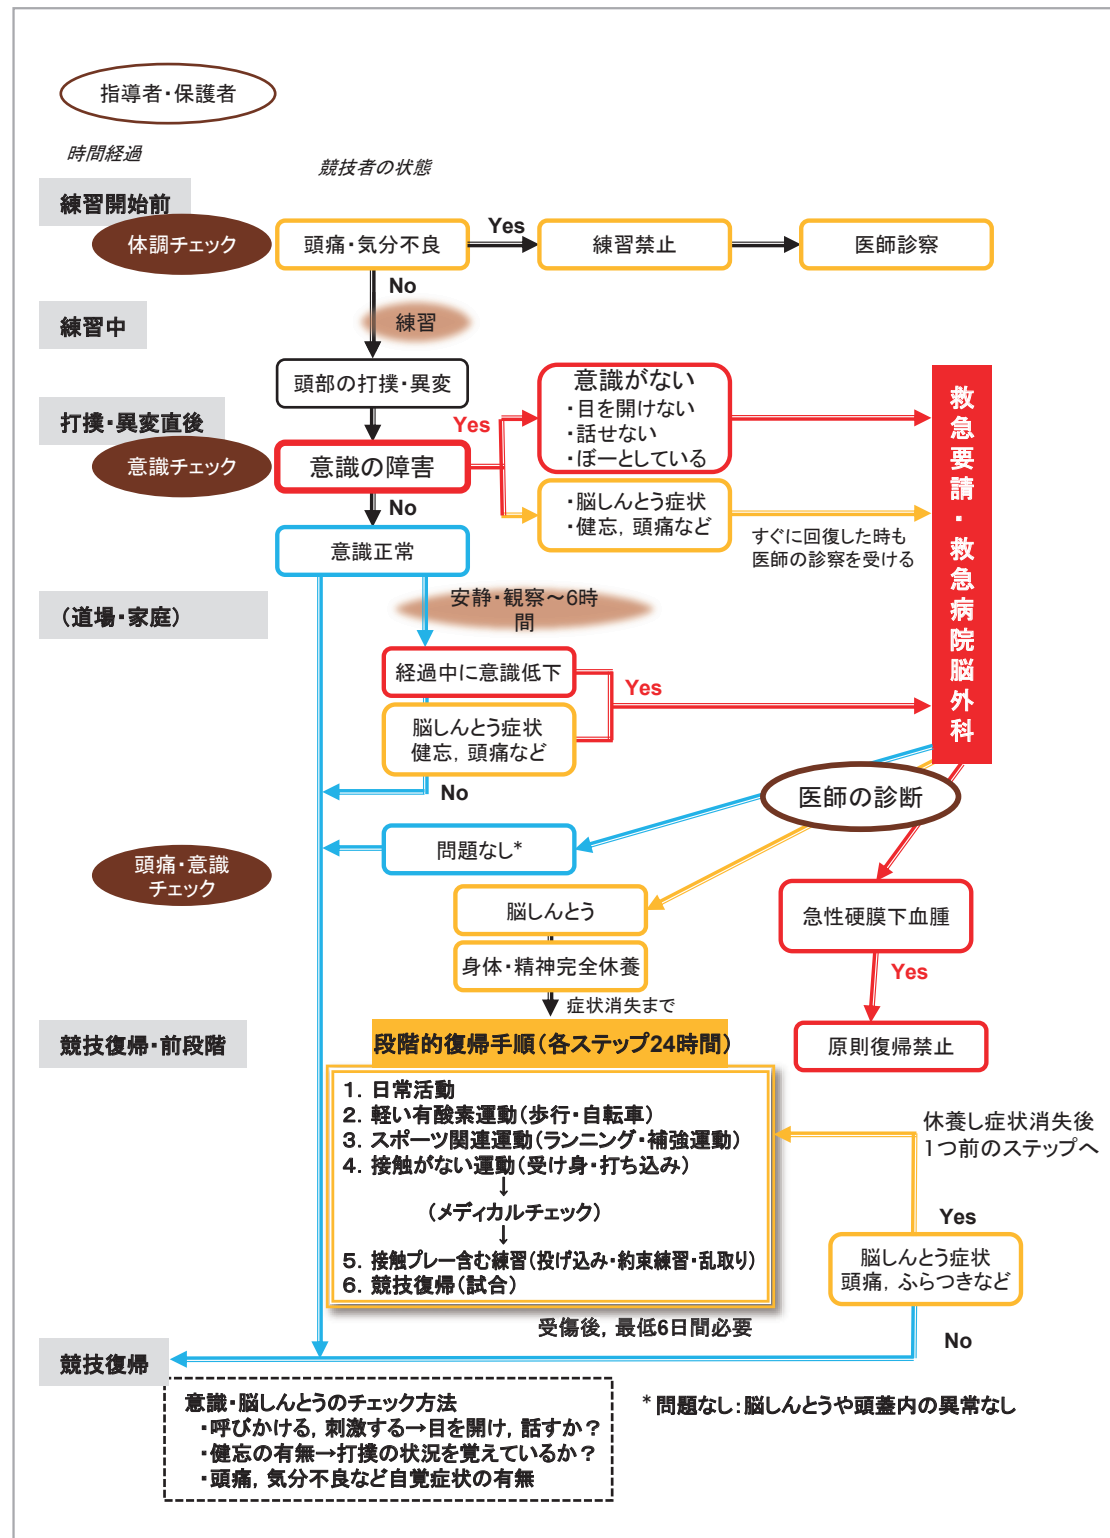 指導者・保護者
時間経過
競技者の状態
練習開始前
体調チェック
頭痛・気分不良
Yes
練習禁止
医師診察
No
練習
練習中
頭部の打撲・異変
打撲・異変直後
意識チェック
意識の障害
Yes
意識がない
・目を開けない
・話せない
・ぼーとしている
・脳しんとう症状
・健忘，頭痛など
すぐに回復した時も
医師の診察を受ける
救急要請・救急病院脳外科
No
意識正常
（道場・家庭）
安静・観察～6時
間
経過中に意識低下
Yes
脳しんとう症状
健忘，頭痛など
No
医師の診断
問題なし*
頭痛・意識
チェック
脳しんとう
急性硬膜下血腫
身体・精神完全休養
Yes
症状消失まで
競技復帰・前段階
段階的復帰手順（各ステップ24時間）
原則復帰禁止
1．日常活動
2．軽い有酸素運動（歩行・自転車）
3．スポーツ関連運動（ランニング・補強運動）
4．接触がない運動（受け身・打ち込み）
↓
（メディカルチェック）
↓
5．接触プレー含む練習（投げ込み・約束練習・乱取り）
6．競技復帰（試合）
休養し症状消失後
1つ前のステップへ
Yes
脳しんとう症状
頭痛，ふらつきなど
No
受傷後，最低6日間必要
競技復帰
意識・脳しんとうのチェック方法
・呼びかける，刺激する→目を開け，話すか？
・健忘の有無→打撲の状況を覚えているか？
・頭痛，気分不良など自覚症状の有無
*問題なし：脳しんとうや頭蓋内の異常なし